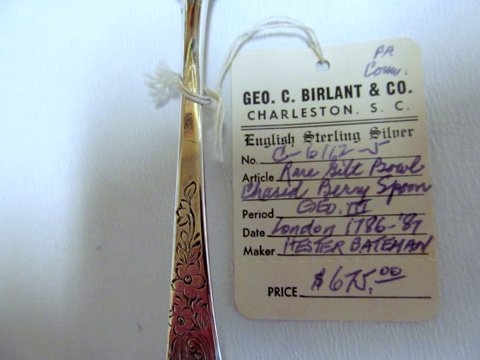 PA
Conn.
GEO. C. BIRLANT & CO.
CHARLESTON, S. C.
English Sterling Silver
No. C-6112-5
Article Rare Gilt Bowl
Chased Berry Spoon
Period GEO. III
Date London 1786-'87
Maker HESTER BATEMAN
PRICE $675.00